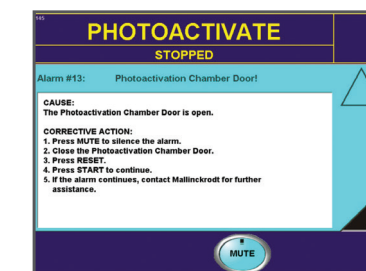 PHOTOACTIVATE
STOPPED
Alarm #13: Photoactivation Chamber Door!
CAUSE:
The Photoactivation Chamber Door is open.
CORRECTIVE ACTION:
1. Press MUTE to silence the alarm.
2. Close the Photoactivation Chamber Door.
3. Press RESET.
4. Press START to continue.
5. If the alarm continues, contact Mallinckrodt for further
assistance.
MUTE